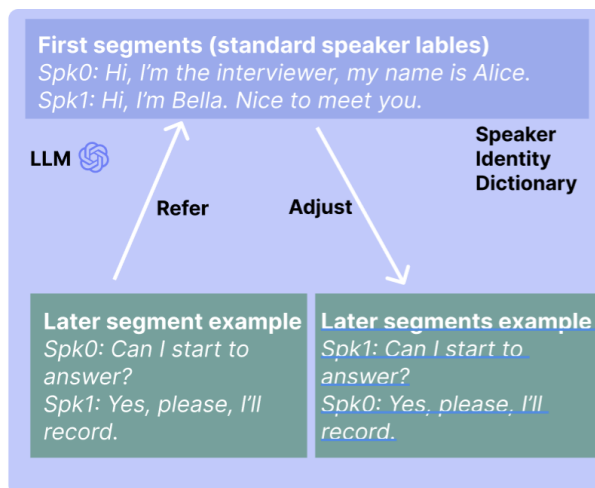 First segments (standard speaker lables)
Spk0: Hi, I'm the interviewer, my name is Alice.
Spk1: Hi, I'm Bella. Nice to meet you.
LLM
Speaker
Identity
Dictionary
Refer
Adjust
Later segment example
Spk0: Can I start to
answer?
Spk1: Yes, please, I'll
record.
Later segments example
Spk1: Can I start to
answer?
Spk0: Yes, please, I'll
record.